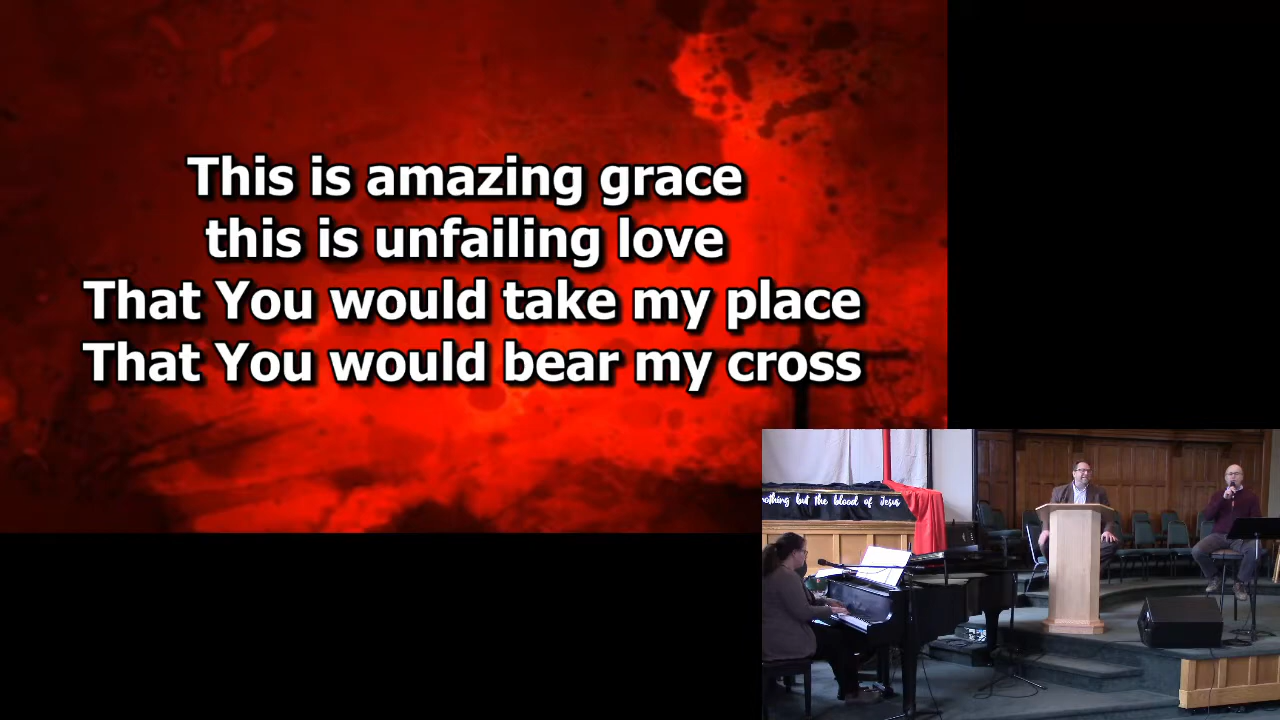 This is amazing grace
this is unfailing love
That You would take my place
That You would bear my cross
nothing but the blood of Jesus